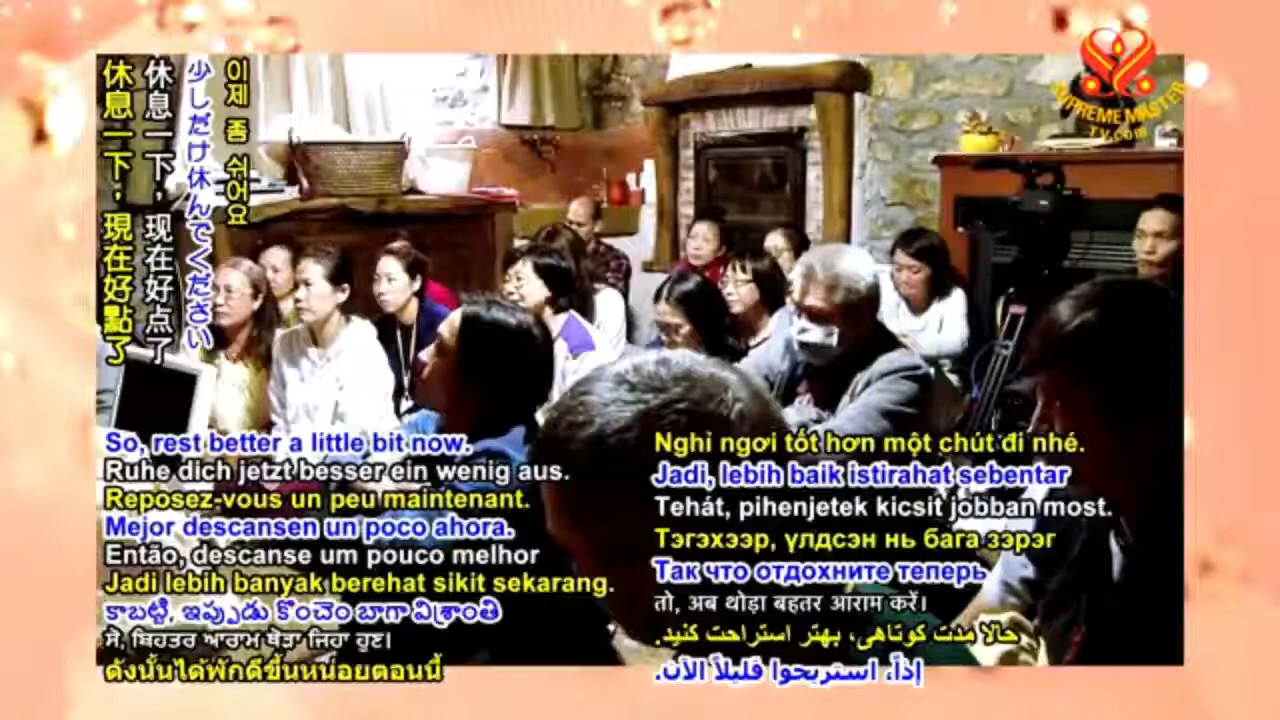 休息一下，現在好點了
休息一下，现在好点了
少しだけ休んでください
이제 좀 쉬어요
SUPREME MASTER
TV.com
So, rest better a little bit now.
Ruhe dich jetzt besser ein wenig aus.
Reposez-vous un peu maintenant.
Mejor descansen un poco ahora.
Então, descanse um pouco melhor
Jadi lebih banyak berehat sikit sekarang.
కాబట్టి, ఇప్పుడు కొంచెం బాగా విశ్రాంతి
ਸੋ, ਬਿਹਤਰ ਆਰਾਮ ਥੋੜਾ ਜਿਹਾ ਹੁਣ।
ดังนั้นได้พักดีขึ้นหน่อยตอนนี้
Nghỉ ngơi tốt hơn một chút đi nhé.
Jadi, lebih baik istirahat sebentar
Tehát, pihenjetek kicsit jobban most.
Тэгэхээр, үлдсэн нь бага зэрэг
Так что отдохните теперь
तो, अब थोड़ा बहतर आराम करें।
حالا مدت کوتاهی، بهتر استراحت کنید.
إذاً، استريحوا قليلاً الآن.